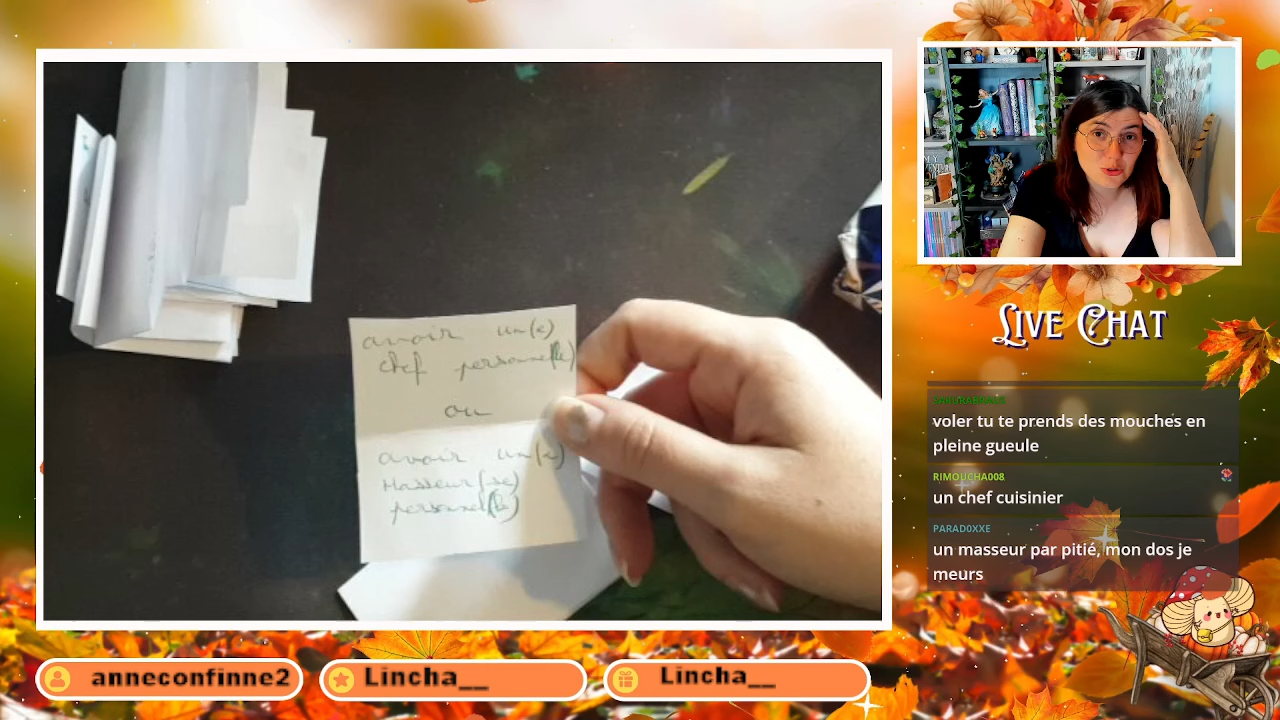 avoir un(e)
chef personnel(le)
ou
avoir un(e)
Masseur(se)
personnel(le)
LIVE CHAT
voler tu te prends des mouches en
pleine gueule
RIMOUCHA008
un chef cuisinier
PARADOXXE
un masseur par pitié, mon dos je
meurs
anneconfinne2
Lincha__
Lincha__